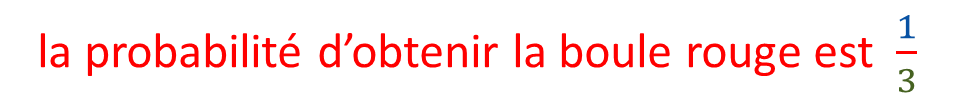 la probabilité d’obtenir la boule rouge est 1/3